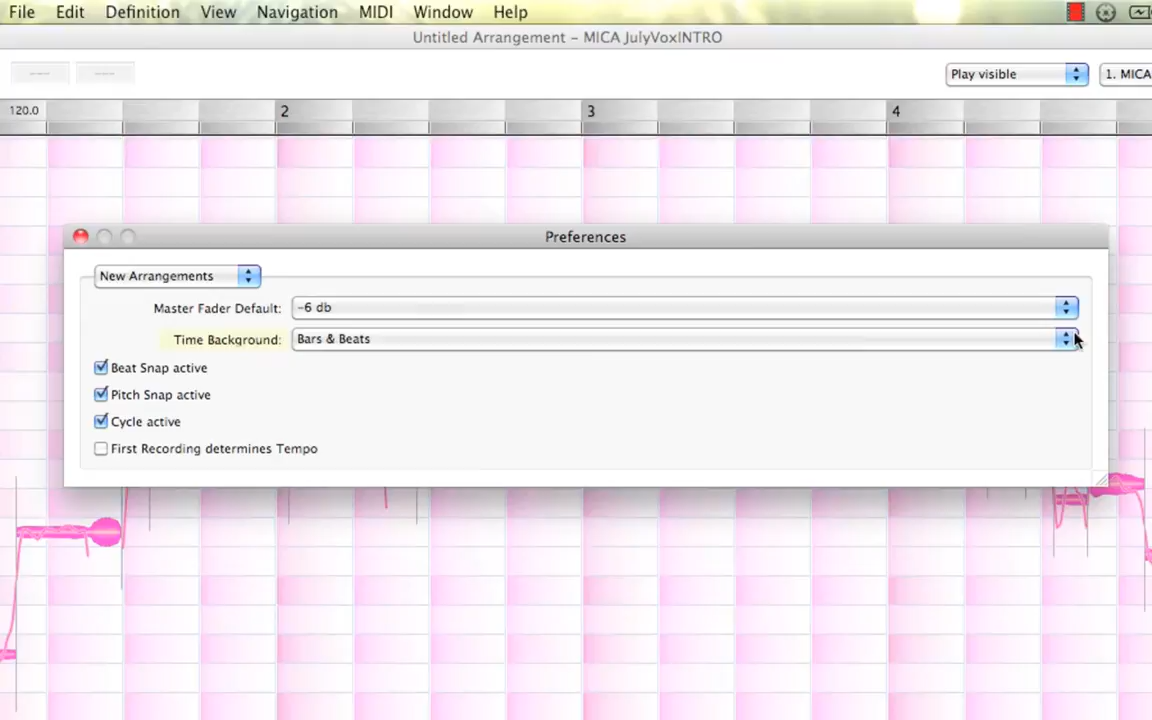 File Edit Definition View Navigation MIDI Window Help
Untitled Arrangement – MICA JulyVoxINTRO
--- --- Play visible 1. MICA
120.0 2 3 4
Preferences
New Arrangements
Master Fader Default: -6 db
Time Background: Bars & Beats
Beat Snap active
Pitch Snap active
Cycle active
First Recording determines Tempo